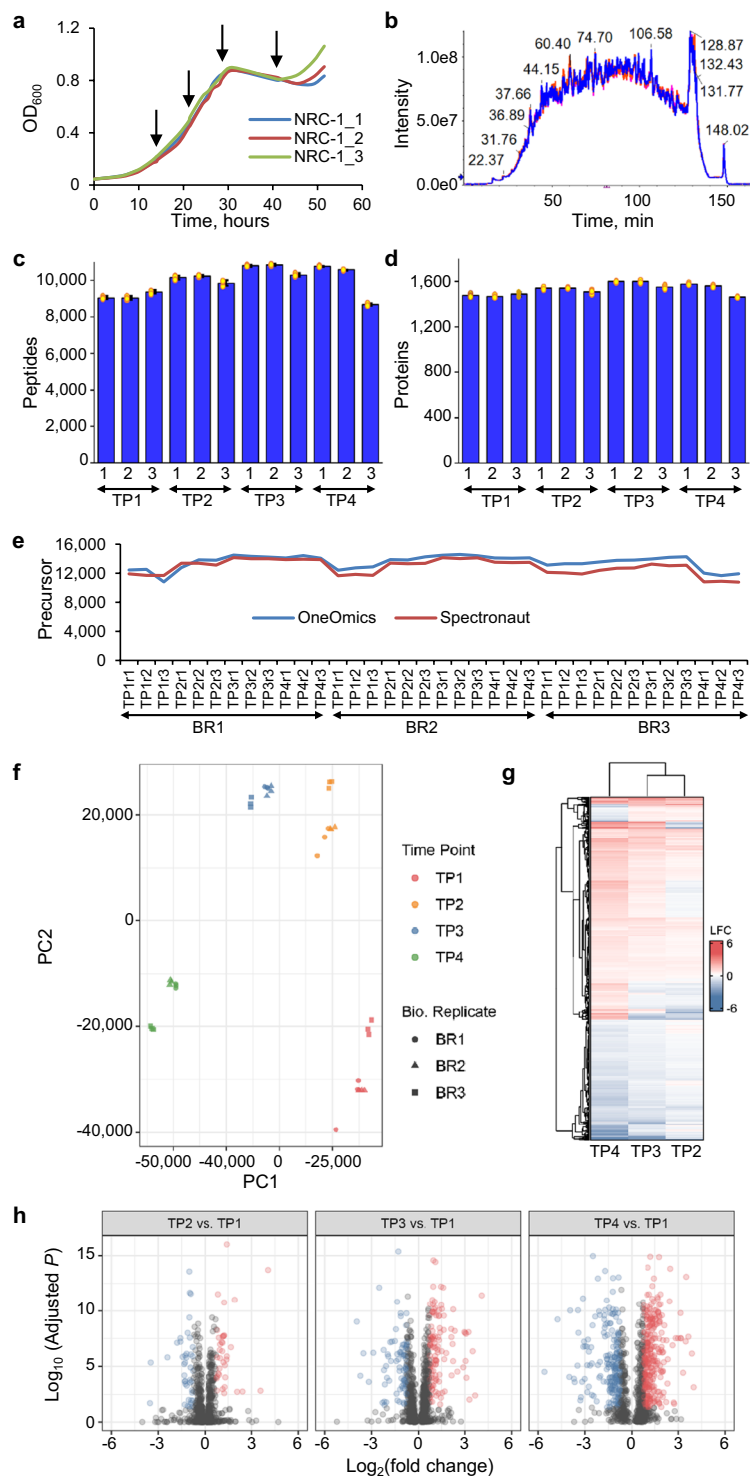 a
1.2
0.8
0.4
0
OD600
NRC-1_1
NRC-1_2
NRC-1_3
0 10 20 30 40 50 60
Time, hours
b
1.0e8
5.0e7
0.0e0
Intensity
22.37
31.76
36.89
37.66
44.15
60.40
74.70
106.58
128.87
132.43
131.77
148.02
50 100 150
Time, min
c
10,000
8,000
6,000
4,000
2,000
0
Peptides
1 2 3 1 2 3 1 2 3 1 2 3
TP1 TP2 TP3 TP4
d
1,600
1,200
800
400
0
Proteins
1 2 3 1 2 3 1 2 3 1 2 3
TP1 TP2 TP3 TP4
e
16,000
12,000
8,000
4,000
0
Precursor
OneOmics Spectronaut
TP1r1 TP1r2 TP1r3 TP2r1 TP2r2 TP2r3 TP3r1 TP3r2 TP3r3 TP4r1 TP4r2 TP4r3 TP1r1 TP1r2 TP1r3 TP2r1 TP2r2 TP2r3 TP3r1 TP3r2 TP3r3 TP4r1 TP4r2 TP4r3 TP1r1 TP1r2 TP1r3 TP2r1 TP2r2 TP2r3 TP3r1 TP3r2 TP3r3 TP4r1 TP4r2 TP4r3
BR1 BR2 BR3
f
20,000
0
-20,000
-40,000
PC2
-50,000 -40,000 0 -25,000
PC1
Time Point
TP1
TP2
TP3
TP4
Bio. Replicate
BR1
BR2
BR3
g
LFC
6
0
-6
TP4 TP3 TP2
h
TP2 vs. TP1 TP3 vs. TP1 TP4 vs. TP1
15
10
5
0
Log10 (Adjusted P)
-6 -3 0 3 6 -6 -3 0 3 6 -6 -3 0 3 6
Log2(fold change)